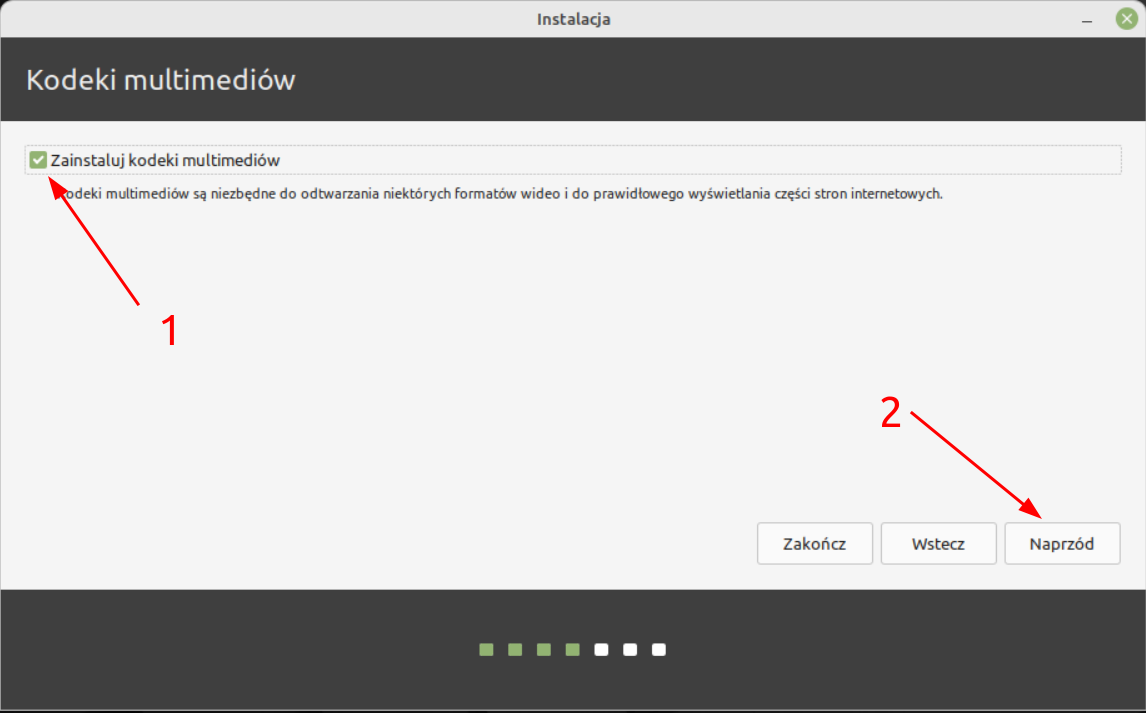 Instalacja
Kodeki multimediów
Zainstaluj kodeki multimediów
odeki multimediów są niezbędne do odtwarzania niektórych formatów wideo i do prawidłowego wyświetlania części stron internetowych.
1
2
Zakończ
Wstecz
Naprzód